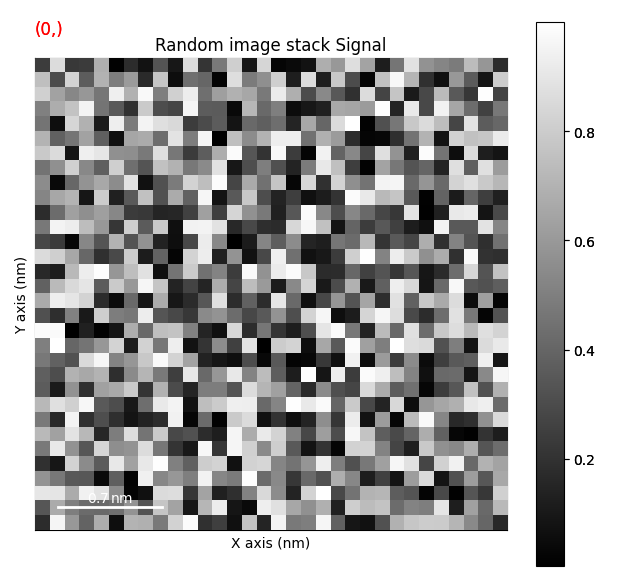 (0,)
Random image stack Signal
Y axis (nm)
0.7 nm
X axis (nm)
0.8
0.6
0.4
0.2